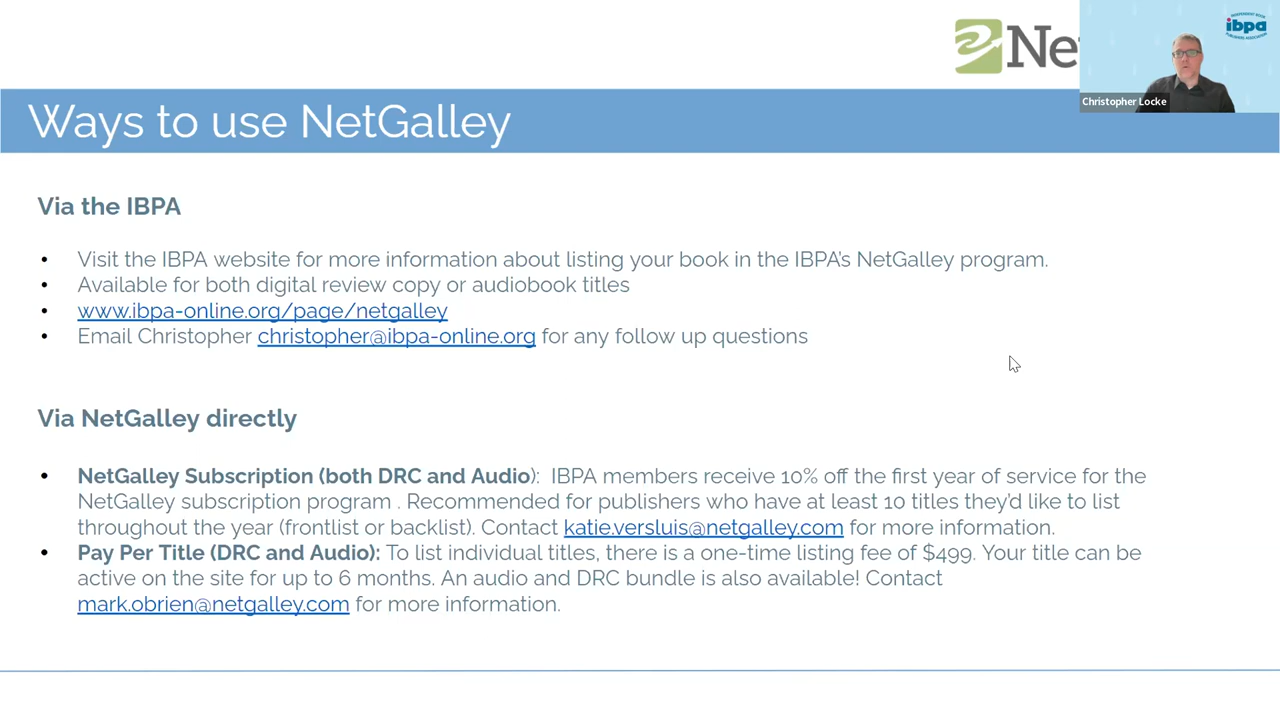 Ne
ibpa
Christopher Locke
Ways to use NetGalley
Via the IBPA
• Visit the IBPA website for more information about listing your book in the IBPA's NetGalley program.
• Available for both digital review copy or audiobook titles
• www.ibpa-online.org/page/netgalley
• Email Christopher christopher@ibpa-online.org for any follow up questions
Via NetGalley directly
• NetGalley Subscription (both DRC and Audio): IBPA members receive 10% off the first year of service for the
NetGalley subscription program . Recommended for publishers who have at least 10 titles they'd like to list
throughout the year (frontlist or backlist). Contact katie.versluis@netgalley.com for more information.
• Pay Per Title (DRC and Audio): To list individual titles, there is a one-time listing fee of $499. Your title can be
active on the site for up to 6 months. An audio and DRC bundle is also available! Contact
mark.obrien@netgalley.com for more information.